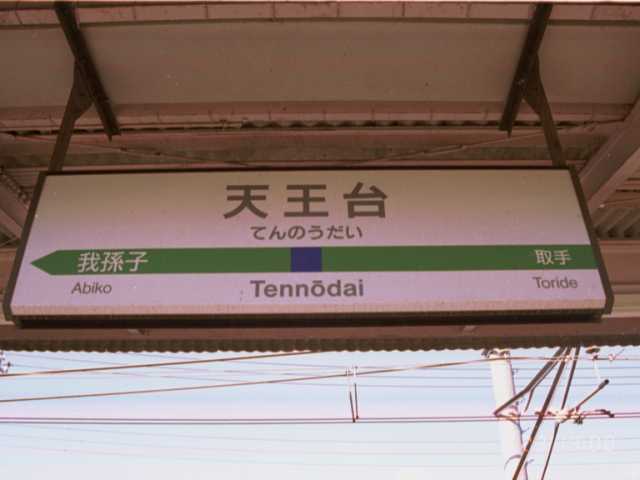 天王台
てんのうだい
我孫子 取手
Abiko Tennōdai Toride